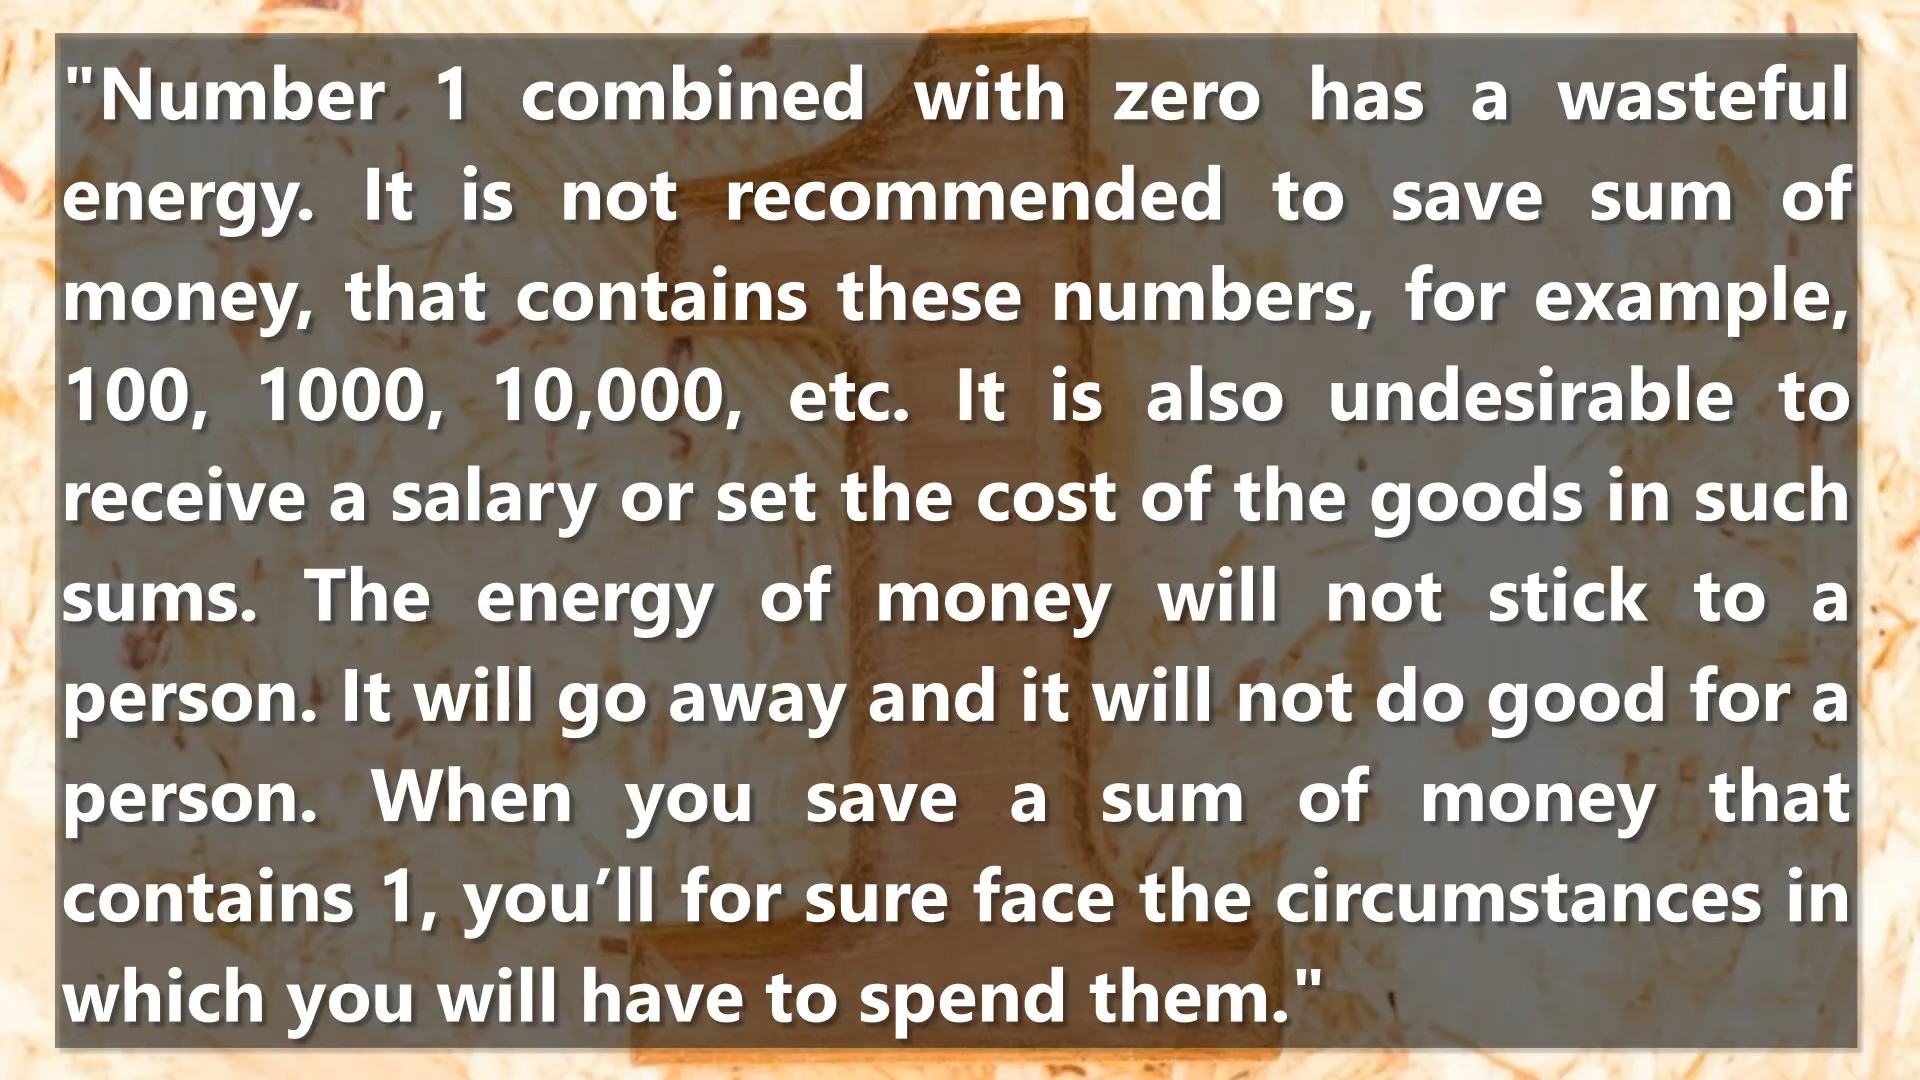 "Number 1 combined with zero has a wasteful
energy. It is not recommended to save sum of
money, that contains these numbers, for example,
100, 1000, 10,000, etc. It is also undesirable to
receive a salary or set the cost of the goods in such
sums. The energy of money will not stick to a
person. It will go away and it will not do good for a
person. When you save a sum of money that
contains 1, you’ll for sure face the circumstances in
which you will have to spend them."